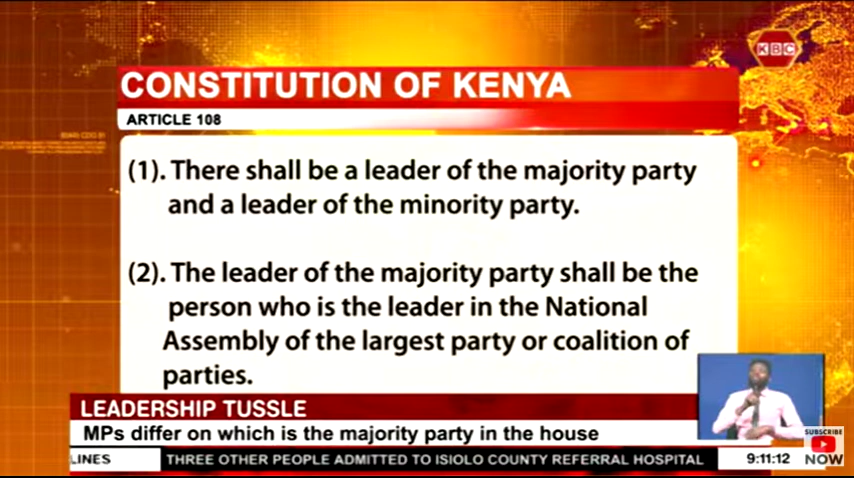 KBC
CONSTITUTION OF KENYA
ARTICLE 108
(1). There shall be a leader of the majority party
and a leader of the minority party.
(2). The leader of the majority party shall be the
person who is the leader in the National
Assembly of the largest party or coalition of
parties.
LEADERSHIP TUSSLE
MPs differ on which is the majority party in the house
LINES THREE OTHER PEOPLE ADMITTED TO ISIOLO COUNTY REFERRAL HOSPITAL 9:11:12
SUBSCRIBE
NOW